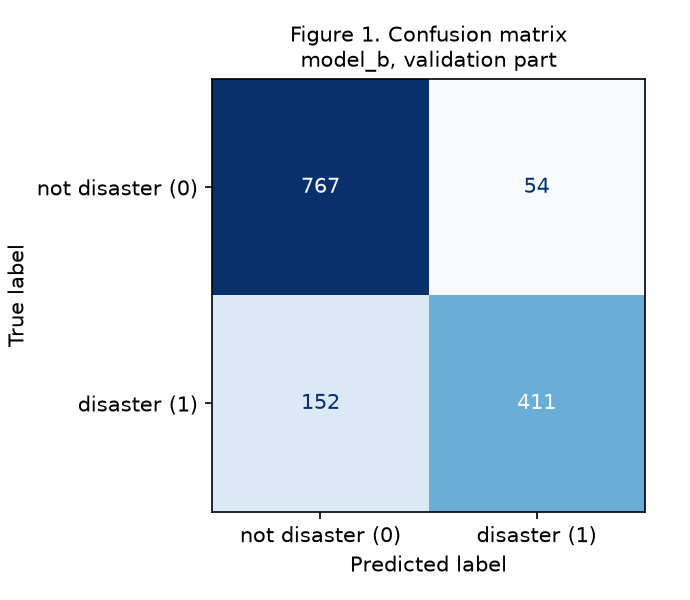 Figure 1. Confusion matrix
model_b, validation part
not disaster (0)
767
54
True label
disaster (1)
152
411
not disaster (0)
disaster (1)
Predicted label